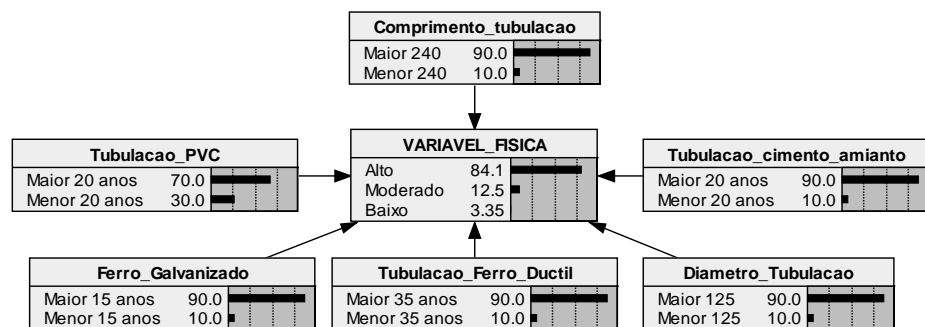 Comprimento_tubulacao
Maior 240 90.0
Menor 240 10.0
Tubulacao_PVC
Maior 20 anos 70.0
Menor 20 anos 30.0
VARIAVEL_FISICA
Alto 84.1
Moderado 12.5
Baixo 3.35
Tubulacao_cimento_amianto
Maior 20 anos 90.0
Menor 20 anos 10.0
Ferro_Galvanizado
Maior 15 anos 90.0
Menor 15 anos 10.0
Tubulacao_Ferro_Ductil
Maior 35 anos 90.0
Menor 35 anos 10.0
Diametro_Tubulacao
Maior 125 90.0
Menor 125 10.0